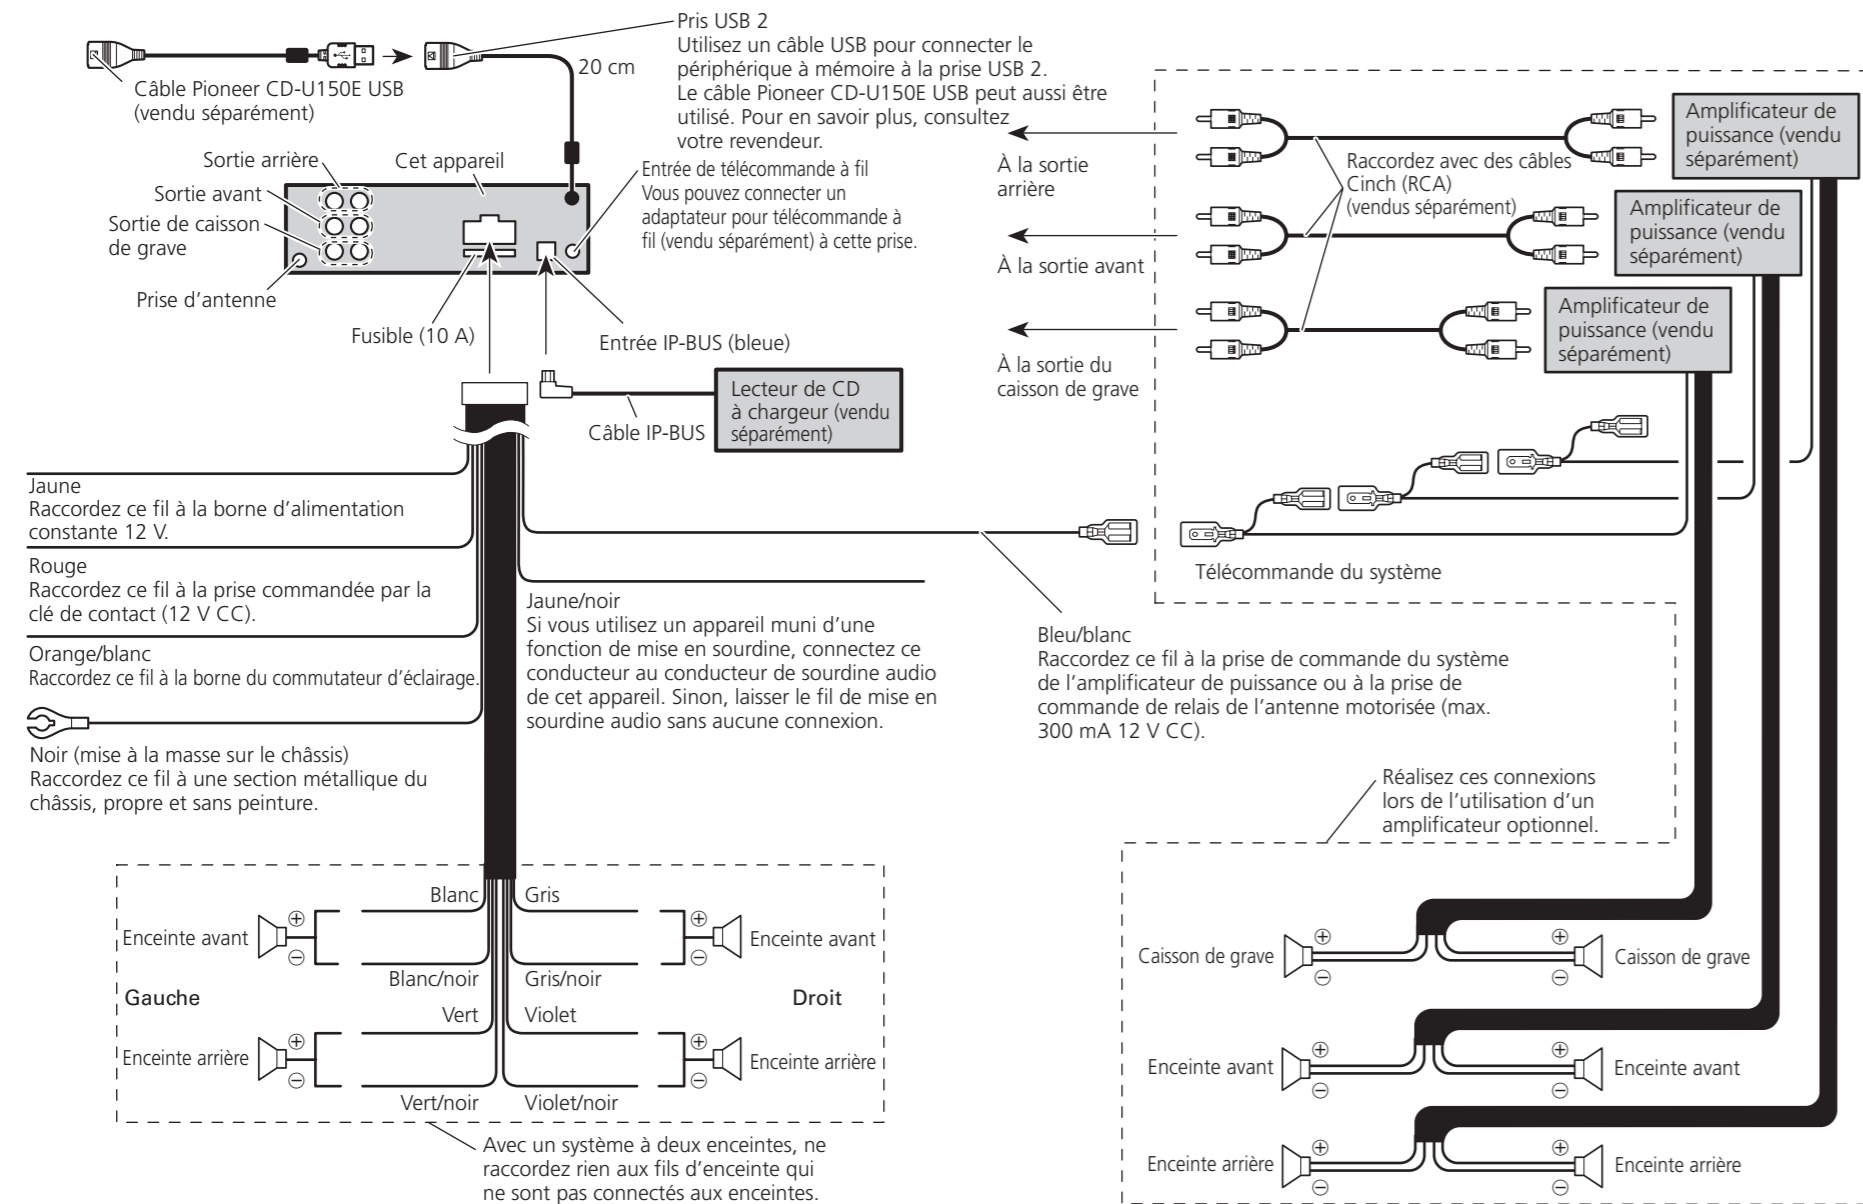 Pris USB 2
Utilisez un câble USB pour connecter le
périphérique à mémoire à la prise USB 2.
Le câble Pioneer CD-U150E USB peut aussi être
utilisé. Pour en savoir plus, consultez
votre revendeur.
20 cm
Câble Pioneer CD-U150E USB
(vendu séparément)
Sortie arrière
Cet appareil
Sortie avant
Sortie de caisson
de grave
Prise d'antenne
Entrée de télécommande à fil
Vous pouvez connecter un
adaptateur pour télécommande à
fil (vendu séparément) à cette prise.
Fusible (10 A)
Entrée IP-BUS (bleue)
Lecteur de CD
à chargeur (vendu
séparément)
Câble IP-BUS
À la sortie
arrière
À la sortie avant
À la sortie du
caisson de grave
Raccordez avec des câbles
Cinch (RCA)
(vendus séparément)
Amplificateur de
puissance (vendu
séparément)
Amplificateur de
puissance (vendu
séparément)
Amplificateur de
puissance (vendu
séparément)
Télécommande du système
Jaune
Raccordez ce fil à la borne d'alimentation
constante 12 V.
Rouge
Raccordez ce fil à la prise commandée par la
clé de contact (12 V CC).
Orange/blanc
Raccordez ce fil à la borne du commutateur d'éclairage.
Noir (mise à la masse sur le châssis)
Raccordez ce fil à une section métallique du
châssis, propre et sans peinture.
Jaune/noir
Si vous utilisez un appareil muni d'une
fonction de mise en sourdine, connectez ce
conducteur au conducteur de sourdine audio
de cet appareil. Sinon, laisser le fil de mise en
sourdine audio sans aucune connexion.
Bleu/blanc
Raccordez ce fil à la prise de commande du système
de l'amplificateur de puissance ou à la prise de
commande de relais de l'antenne motorisée (max.
300 mA 12 V CC).
Réalisez ces connexions
lors de l'utilisation d'un
amplificateur optionnel.
Blanc
Gris
⊕
⊕
Enceinte avant
Enceinte avant
⊖
⊖
Blanc/noir
Gris/noir
Gauche
Droit
Vert
Violet
⊕
⊕
Enceinte arrière
Enceinte arrière
⊖
⊖
Vert/noir
Violet/noir
Avec un système à deux enceintes, ne
raccordez rien aux fils d'enceinte qui
ne sont pas connectés aux enceintes.
⊕
⊕
Caisson de grave
Caisson de grave
⊖
⊖
⊕
⊕
Enceinte avant
Enceinte avant
⊖
⊖
⊕
⊕
Enceinte arrière
Enceinte arrière
⊖
⊖